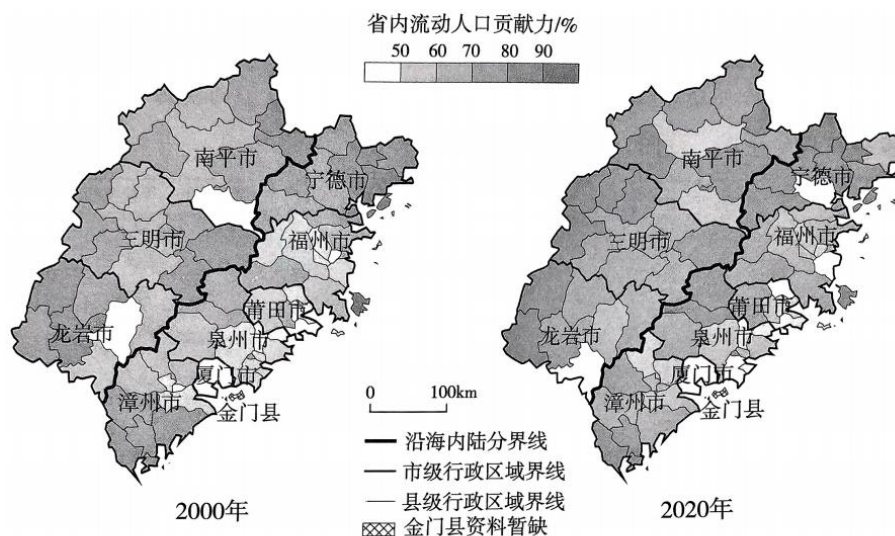 省内流动人口贡献力/%
50 60 70 80 90
南平市
宁德市
三明市
福州市
莆田市
龙岩市
泉州市
厦门市
漳州市
金门县
2000年
南平市
宁德市
三明市
福州市
莆田市
龙岩市
泉州市
厦门市
漳州市
金门县
2020年
0 100km
沿海内陆分界线
市级行政区域界线
县级行政区域界线
金门县资料暂缺